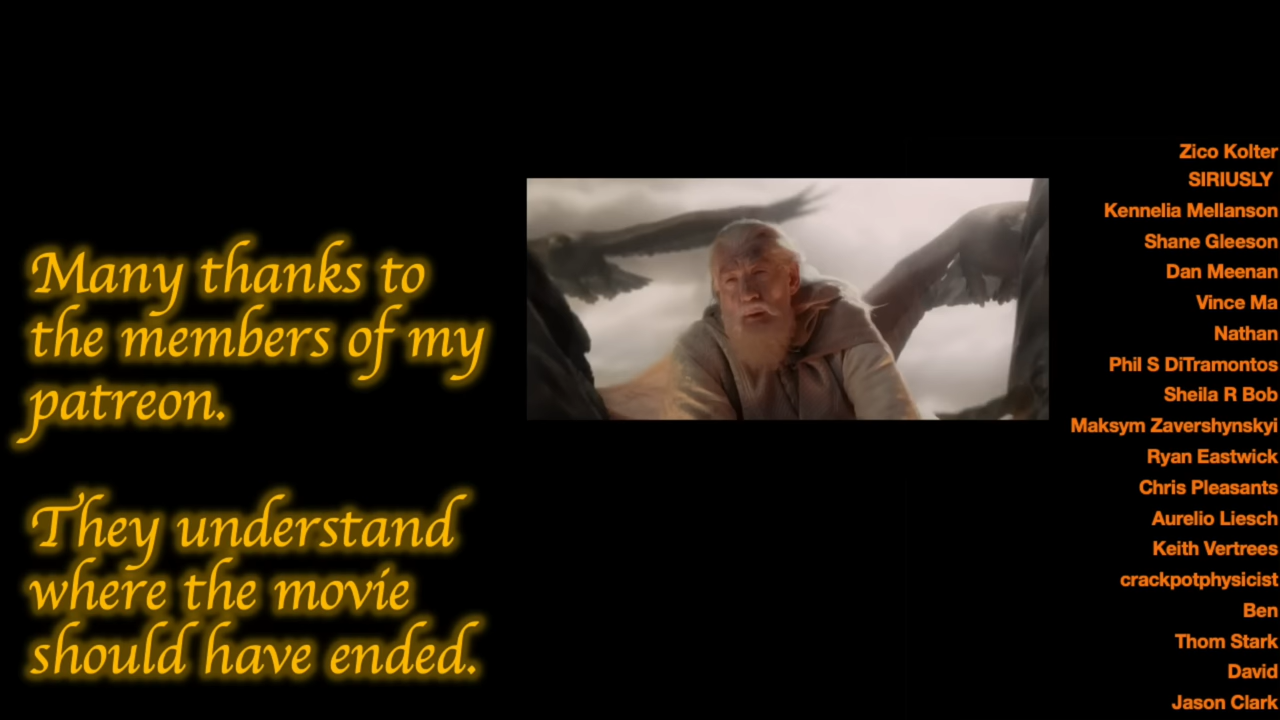 Many thanks to
the members of my
patreon.
They understand
where the movie
should have ended.
Zico Kolter
SIRIUSLY
Kennelia Mellanson
Shane Gleeson
Dan Meenan
Vince Ma
Nathan
Phil S DiTramontos
Sheila R Bob
Maksym Zavershynskyi
Ryan Eastwick
Chris Pleasants
Aurelio Liesch
Keith Vertrees
crackpotphysicist
Ben
Thom Stark
David
Jason Clark